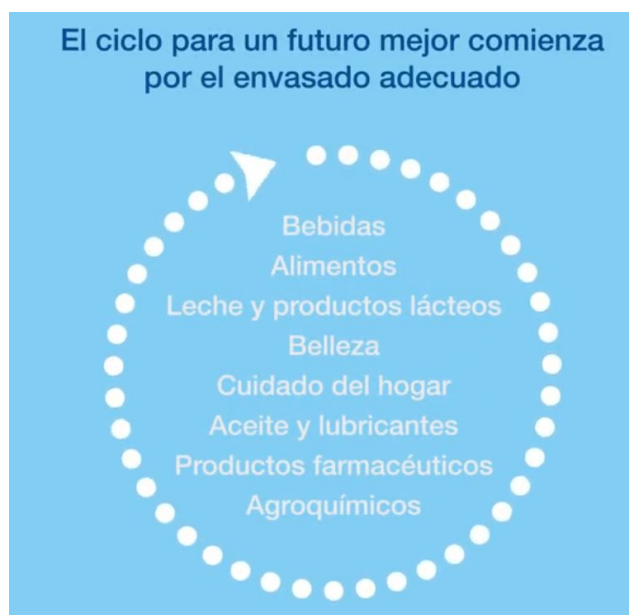 El ciclo para un futuro mejor comienza
por el envasado adecuado
Bebidas
Alimentos
Leche y productos lácteos
Belleza
Cuidado del hogar
Aceite y lubricantes
Productos farmacéuticos
Agroquímicos